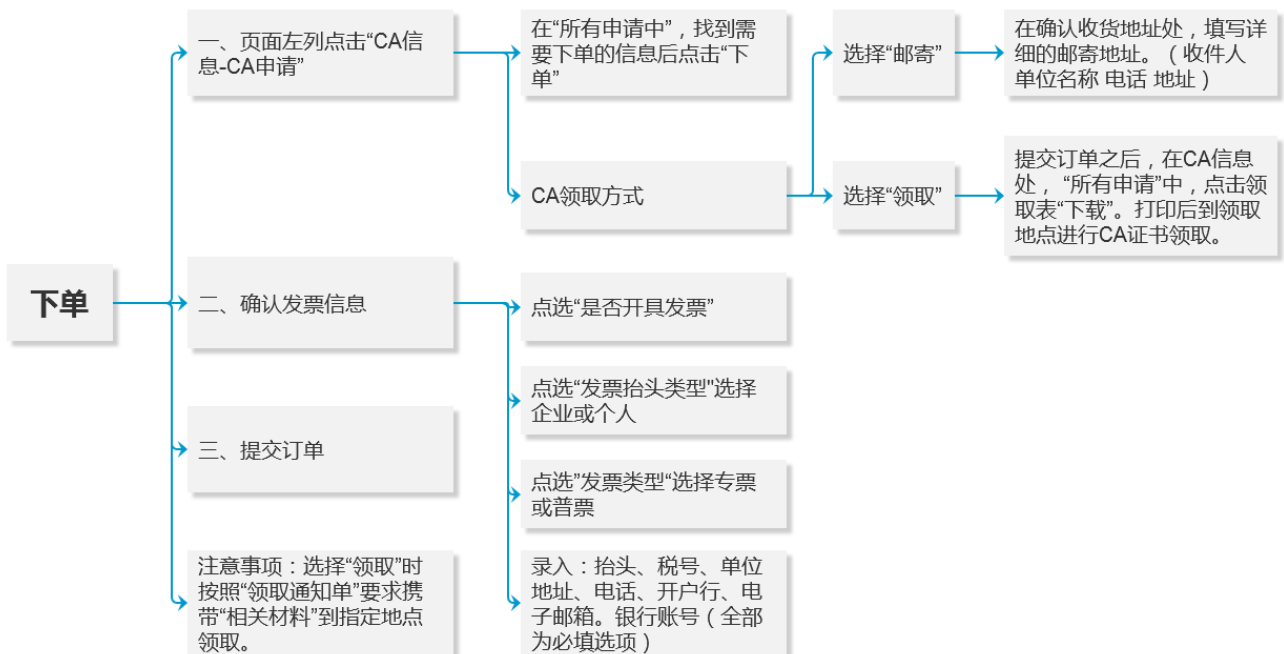 下单
一、页面左列点击“CA信
息-CA申请”
在“所有申请中”，找到需
要下单的信息后点击“下
单”
CA领取方式
选择“邮寄”
在确认收货地址处，填写详
细的邮寄地址。（收件人
单位名称 电话 地址）
选择“领取”
提交订单之后，在CA信息
处，“所有申请”中，点击领
取表“下载”。打印后到领取
地点进行CA证书领取。
二、确认发票信息
点选“是否开具发票”
点选“发票抬头类型"选择
企业或个人
点选”发票类型“选择专票
或普票
录入：抬头、税号、单位
地址、电话、开户行、电
子邮箱。银行账号（全部
为必填选项）
三、提交订单
注意事项：选择“领取”时
按照“领取通知单”要求携
带“相关材料”到指定地点
领取。